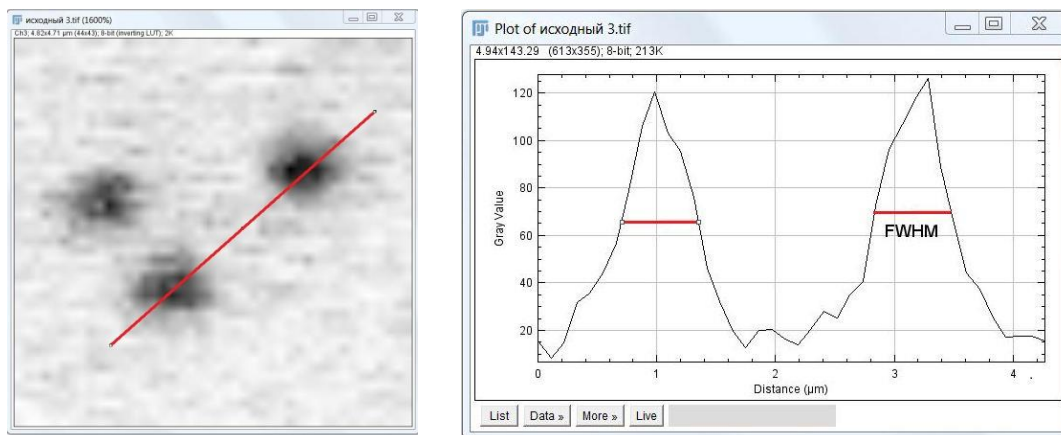 исходный 3.tif (1600%)
Ch3; 4.82x4.71 µm (44x43); 8-bit (inverting LUT); 2K
Plot of исходный 3.tif
4.94x143.29 (613x355); 8-bit; 213K
120
100
80
60
40
20
Gray Value
FWHM
0
1
2
3
4
Distance (µm)
List
Data »
More »
Live